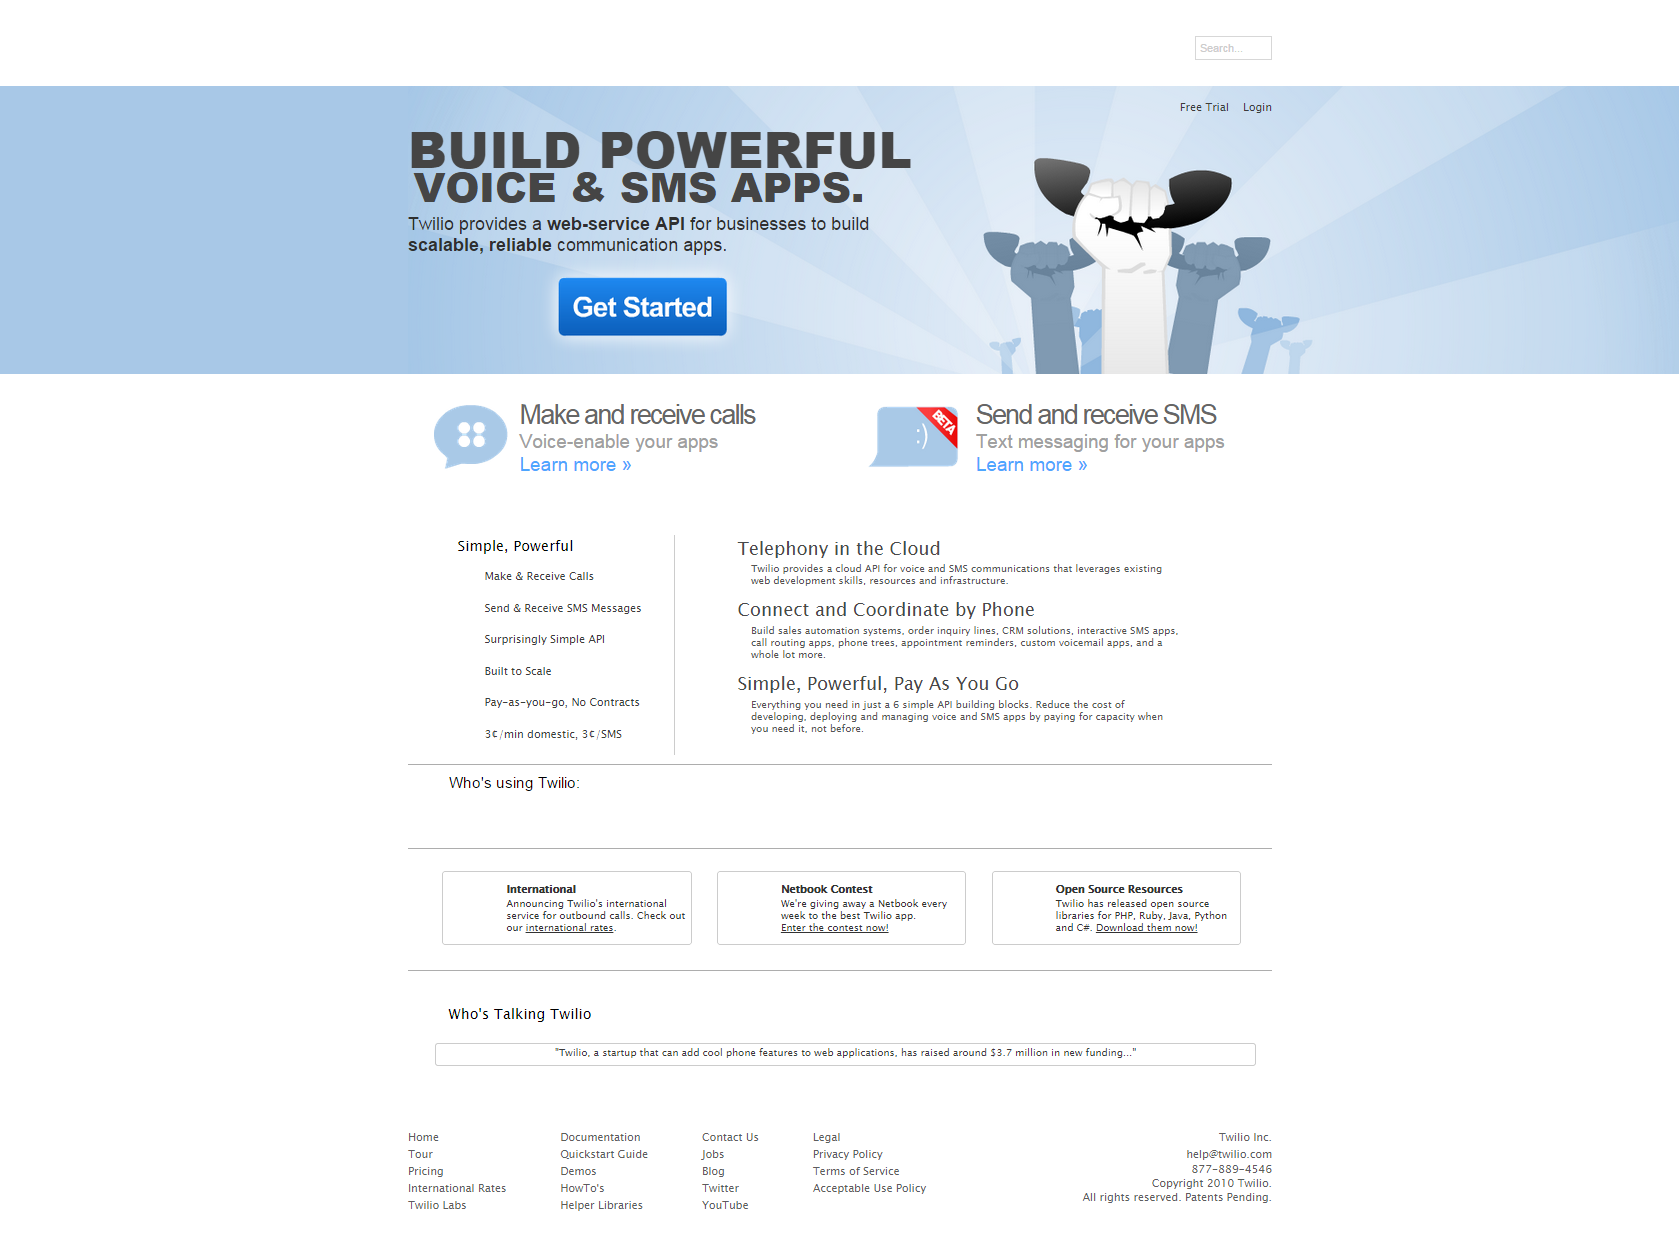 Search...
Free Trial Login
BUILD POWERFUL
VOICE & SMS APPS.
Twilio provides a web-service API for businesses to build
scalable, reliable communication apps.
Get Started
Make and receive calls
Voice-enable your apps
Learn more »
BETA
:)
Send and receive SMS
Text messaging for your apps
Learn more »
Simple, Powerful
Make & Receive Calls
Send & Receive SMS Messages
Surprisingly Simple API
Built to Scale
Pay-as-you-go, No Contracts
3¢/min domestic, 3¢/SMS
Telephony in the Cloud
Twilio provides a cloud API for voice and SMS communications that leverages existing
web development skills, resources and infrastructure.
Connect and Coordinate by Phone
Build sales automation systems, order inquiry lines, CRM solutions, interactive SMS apps,
call routing apps, phone trees, appointment reminders, custom voicemail apps, and a
whole lot more.
Simple, Powerful, Pay As You Go
Everything you need in just a 6 simple API building blocks. Reduce the cost of
developing, deploying and managing voice and SMS apps by paying for capacity when
you need it, not before.
Who's using Twilio:
International
Announcing Twilio's international
service for outbound calls. Check out
our international rates.
Netbook Contest
We're giving away a Netbook every
week to the best Twilio app.
Enter the contest now!
Open Source Resources
Twilio has released open source
libraries for PHP, Ruby, Java, Python
and C#. Download them now!
Who's Talking Twilio
"Twilio, a startup that can add cool phone features to web applications, has raised around $3.7 million in new funding..."
Home
Tour
Pricing
International Rates
Twilio Labs
Documentation
Quickstart Guide
Demos
HowTo's
Helper Libraries
Contact Us
Jobs
Blog
Twitter
YouTube
Legal
Privacy Policy
Terms of Service
Acceptable Use Policy
Twilio Inc.
help@twilio.com
877-889-4546
Copyright 2010 Twilio.
All rights reserved. Patents Pending.